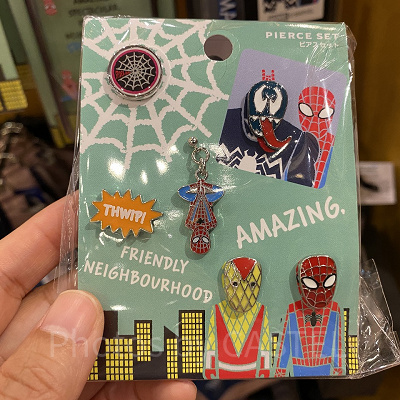 PIERCE SET
ピアスセット
THWIP!
AMAZING.
FRIENDLY
NEIGHBOURHOOD